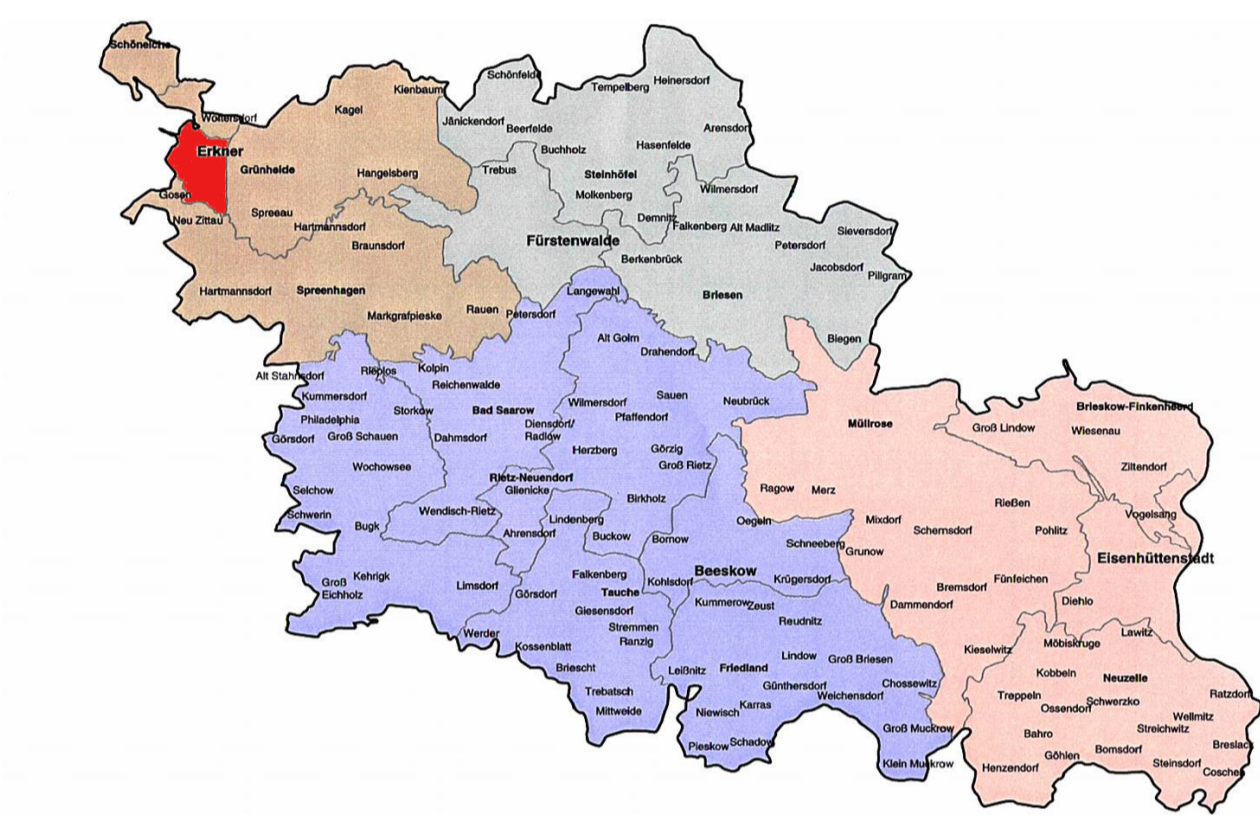 Schöneiche
Woltersdorf
Erkner
Grünheide
Kagel
Kienbaum
Hangelsberg
Gosen
Neu Zittau
Spreeau
Hartmannsdorf
Braunsdorf
Hartmannsdorf
Spreenhagen
Markgrafpieske
Rauen
Petersdorf
Schönfelde
Tempelberg
Heinersdorf
Jänickendorf
Beerfelde
Buchholz
Arensdorf
Hasenfelde
Trebus
Steinhöfel
Molkenberg
Wilmersdorf
Demnitz
Falkenberg
Alt Madlitz
Fürstenwalde
Berkenbrück
Petersdorf
Sieversdorf
Jacobsdorf
Pillgram
Briesen
Biegen
Langewahl
Alt Golm
Drahendorf
Alt Stahnsdorf
Rieplos
Kolpin
Reichenwalde
Kummersdorf
Storkow
Bad Saarow
Wilmersdorf
Sauen
Neubrück
Philadelphia
Diensdorf/
Radlow
Pfaffendorf
Görsdorf
Groß Schauen
Dahmsdorf
Herzberg
Görzig
Groß Rietz
Wochowsee
Rietz-Neuendorf
Glienicke
Selchow
Birkholz
Schwerin
Bugk
Wendisch-Rietz
Lindenberg
Ahrensdorf
Buckow
Bornow
Oegeln
Schneeberg
Groß
Eichholz
Kehrigk
Limsdorf
Falkenberg
Kohlsdorf
Beeskow
Krügersdorf
Görsdorf
Tauche
Giesensdorf
Kummerow
Zeust
Reudnitz
Werder
Stremmen
Ranzig
Kossenblatt
Briescht
Leißnitz
Friedland
Lindow
Groß Briesen
Trebatsch
Günthersdorf
Chossewitz
Weichensdorf
Mittweide
Niewisch
Karras
Groß Muckrow
Pieskow
Schadow
Klein Muckrow
Müllrose
Brieskow-Finkenheerd
Groß Lindow
Wiesenau
Ziltendorf
Ragow
Merz
Rießen
Vogelsang
Mixdorf
Schernsdorf
Pohlitz
Grunow
Eisenhüttenstadt
Bremsdorf
Fünfeichen
Dammendorf
Diehlo
Kieselwitz
Möbiskruge
Lawitz
Kobbeln
Neuzelle
Treppeln
Ossendorf
Schwerzko
Ratzdorf
Wellmitz
Bahro
Streichwitz
Göhlen
Bomsdorf
Breslack
Henzendorf
Steinsdorf
Coschen